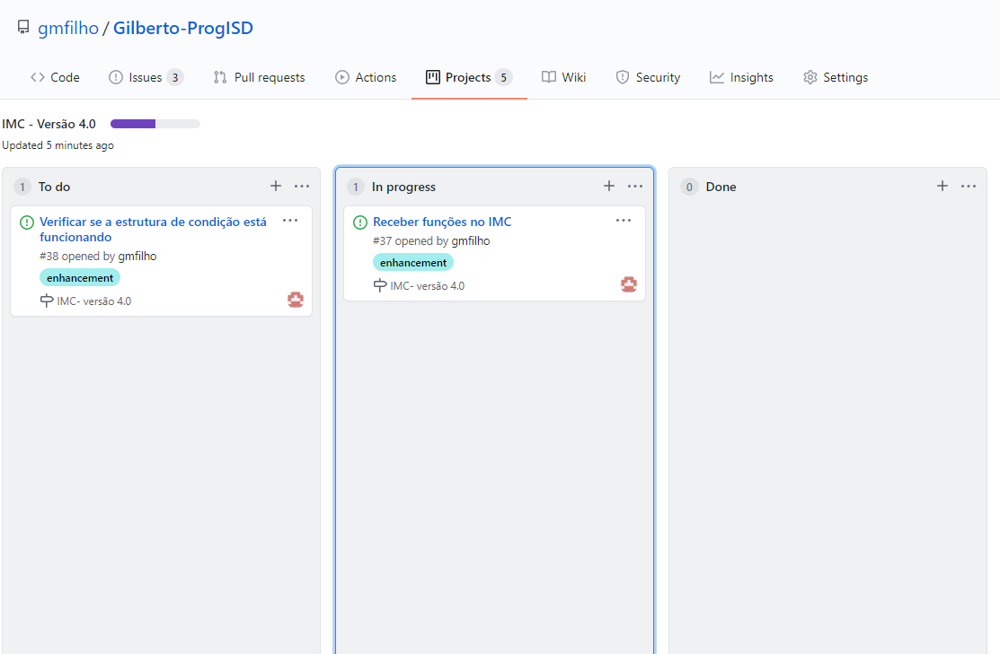 gmfilho / Gilberto-ProgISD
Code Issues 3 Pull requests Actions Projects 5 Wiki Security Insights Settings
IMC - Versão 4.0
Updated 5 minutes ago
1 To do
Verificar se a estrutura de condição está
funcionando
#38 opened by gmfilho
enhancement
IMC- versão 4.0
1 In progress
Receber funções no IMC
#37 opened by gmfilho
enhancement
IMC- versão 4.0
0 Done